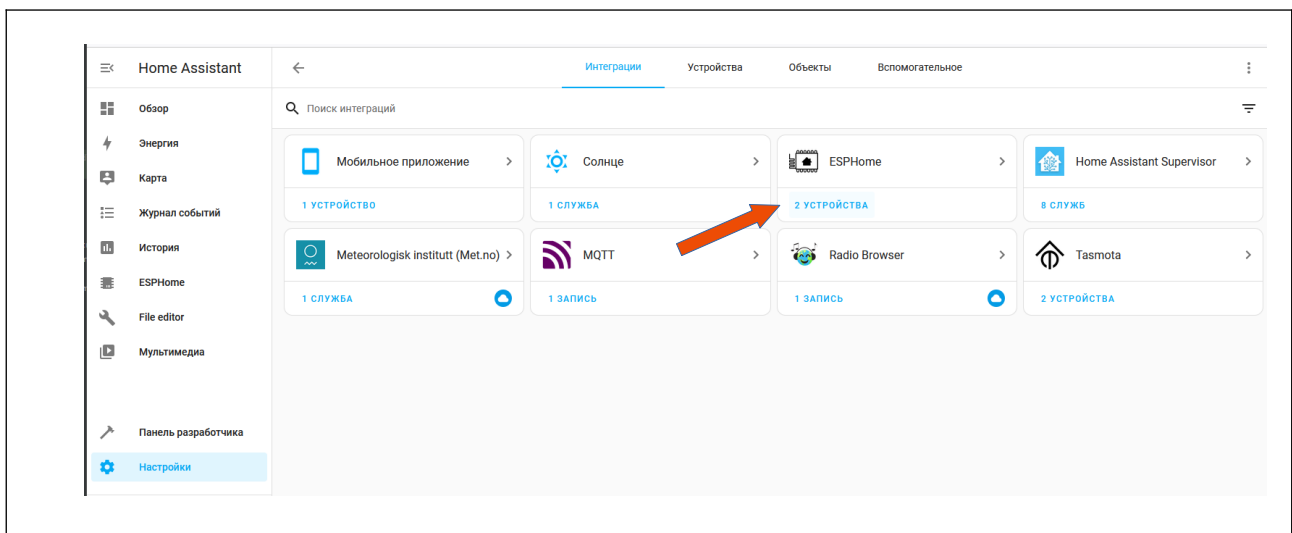 Home Assistant
Интеграции Устройства Объекты Вспомогательное
Обзор
Энергия
Карта
Журнал событий
История
ESPHome
File editor
Мультимедиа
Панель разработчика
Настройки
Поиск интеграций
Мобильное приложение
1 УСТРОЙСТВО
Солнце
1 СЛУЖБА
ESPHome
2 УСТРОЙСТВА
Home Assistant Supervisor
8 СЛУЖБ
Meteorologisk institutt (Met.no)
1 СЛУЖБА
MQTT
1 ЗАПИСЬ
Radio Browser
1 ЗАПИСЬ
Tasmota
2 УСТРОЙСТВА